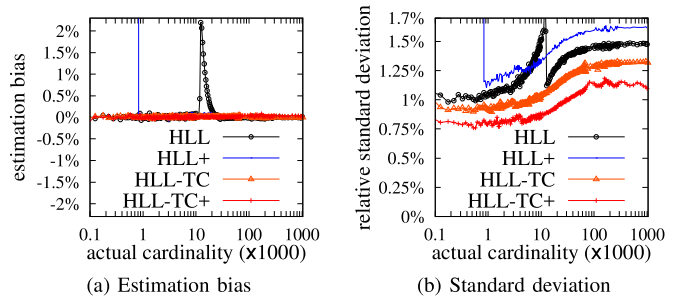 estimation bias
2%
1.5%
1%
0.5%
0%
-0.5%
-1%
-1.5%
-2%
HLL
HLL+
HLL-TC
HLL-TC+
0.1 1 10 100 1000
actual cardinality (x1000)
(a) Estimation bias
relative standard deviation
1.7%
1.5%
1.25%
1%
0.75%
0.5%
0.25%
0%
HLL
HLL+
HLL-TC
HLL-TC+
0.1 1 10 100 1000
actual cardinality (x1000)
(b) Standard deviation